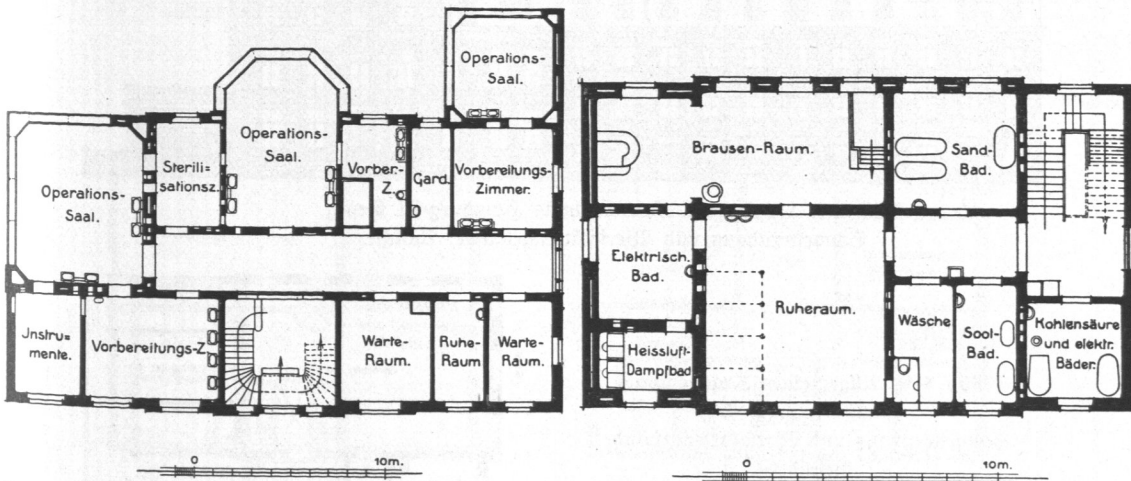 Operations-
Saal.
Operations-
Saal.
Sterili=
sationsz.
Operations-
Saal.
Vorber.-
Z.
Gard.
Vorbereitungs-
Zimmer.
Jnstru=
mente.
Vorbereitungs-Z.
Warte-
Raum.
Ruhe-
Raum
Warte-
Raum.
0 10m.
Brausen-Raum.
Sand-
Bad.
Elektrisch.
Bad.
Ruheraum.
Heissluft-
Dampfbad
Wäsche
Sool-
Bad.
Kohlensäure
und elektr.
Bäder.
0 10m.